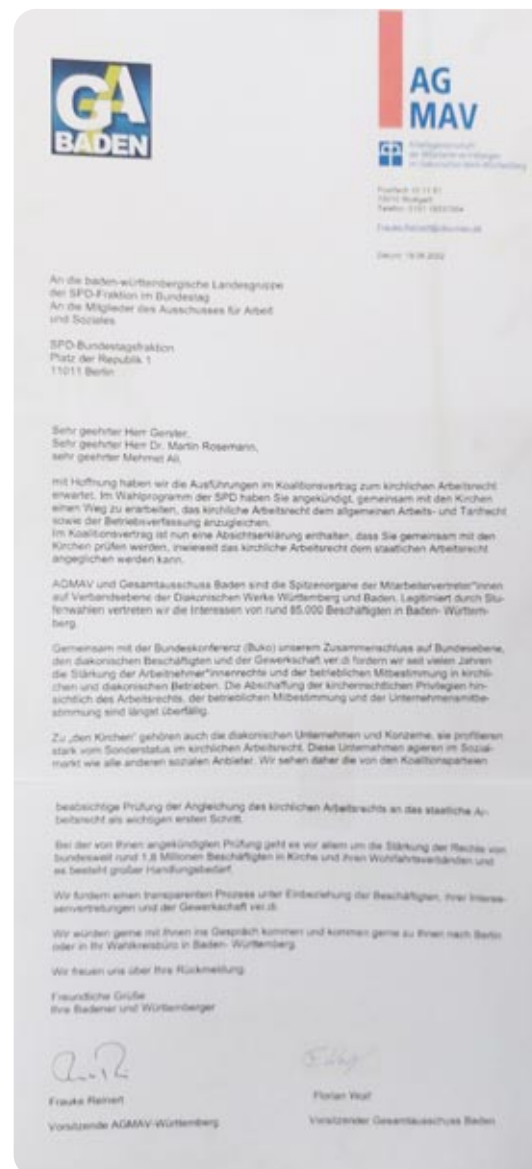 GA
BADEN
AG
MAV
Arbeitsgemeinschaft
der Mitarbeitervertretungen
Postfach 10 11 51
Stuttgart
Telefon:
Datum:
An die baden-württembergische Landesgruppe
der SPD-Fraktion im Bundestag
An die Mitglieder des Ausschusses für Arbeit
und Soziales
SPD-Bundestagsfraktion
Platz der Republik 1
11011 Berlin
Sehr geehrter Herr Gerster,
Sehr geehrter Herr Dr. Martin Rosemann,
sehr geehrter Mehmet Ali,
mit Hoffnung haben wir die Ausführungen im Koalitionsvertrag zum kirchlichen Arbeitsrecht
erwartet. Im Wahlprogramm der SPD haben Sie angekündigt, gemeinsam mit den Kirchen
einen Weg zu erarbeiten, das kirchliche Arbeitsrecht dem allgemeinen Arbeits- und Tarifrecht
sowie der Betriebsverfassung anzugleichen.
Im Koalitionsvertrag ist nun eine Absichtserklärung enthalten, dass Sie gemeinsam mit den
Kirchen prüfen werden, inwieweit das kirchliche Arbeitsrecht dem staatlichen Arbeitsrecht
angeglichen werden kann.
AGMAV und Gesamtausschuss Baden sind die Spitzenorgane der Mitarbeitervertreter*innen
auf Verbandsebene der Diakonischen Werke Württemberg und Baden. Legitimiert durch Stu-
fenwahlen vertreten wir die Interessen von rund 85.000 Beschäftigten in Baden- Württem-
berg.
Gemeinsam mit der Bundeskonferenz (Buko) unserem Zusammenschluss auf Bundesebene,
den diakonischen Beschäftigten und der Gewerkschaft ver.di fordern wir seit vielen Jahren
die Stärkung der Arbeitnehmer*innenrechte und der betrieblichen Mitbestimmung in kirchli-
chen und diakonischen Betrieben. Die Abschaffung der kirchenrechtlichen Privilegien hin-
sichtlich des Arbeitsrechts, der betrieblichen Mitbestimmung und der Unternehmensmitbe-
stimmung sind längst überfällig.
Zu „den Kirchen“ gehören auch die diakonischen Unternehmen und Konzerne, sie profitieren
stark vom Sonderstatus im kirchlichen Arbeitsrecht. Diese Unternehmen agieren im Sozial-
markt wie alle anderen sozialen Anbieter. Wir sehen daher die von den Koalitionsparteien
beabsichtige Prüfung der Angleichung des kirchlichen Arbeitsrechts an das staatliche Ar-
beitsrecht als wichtigen ersten Schritt.
Bei der von Ihnen angekündigten Prüfung geht es vor allem um die Stärkung der Rechte von
bundesweit rund 1,8 Millionen Beschäftigten in Kirche und ihren Wohlfahrtsverbänden und
es besteht großer Handlungsbedarf.
Wir fordern einen transparenten Prozess unter Einbeziehung der Beschäftigten, ihrer Interes-
senvertretungen und der Gewerkschaft ver.di.
Wir würden gerne mit Ihnen ins Gespräch kommen und kommen gerne zu Ihnen nach Berlin
oder in Ihr Wahlkreisbüro in Baden- Württemberg.
Wir freuen uns über Ihre Rückmeldung.
Freundliche Grüße
Ihre Badener und Württemberger
Frauke Reinert
Florian Wolf
Vorsitzende AGMAV-Württemberg
Vorsitzender Gesamtausschuss Baden